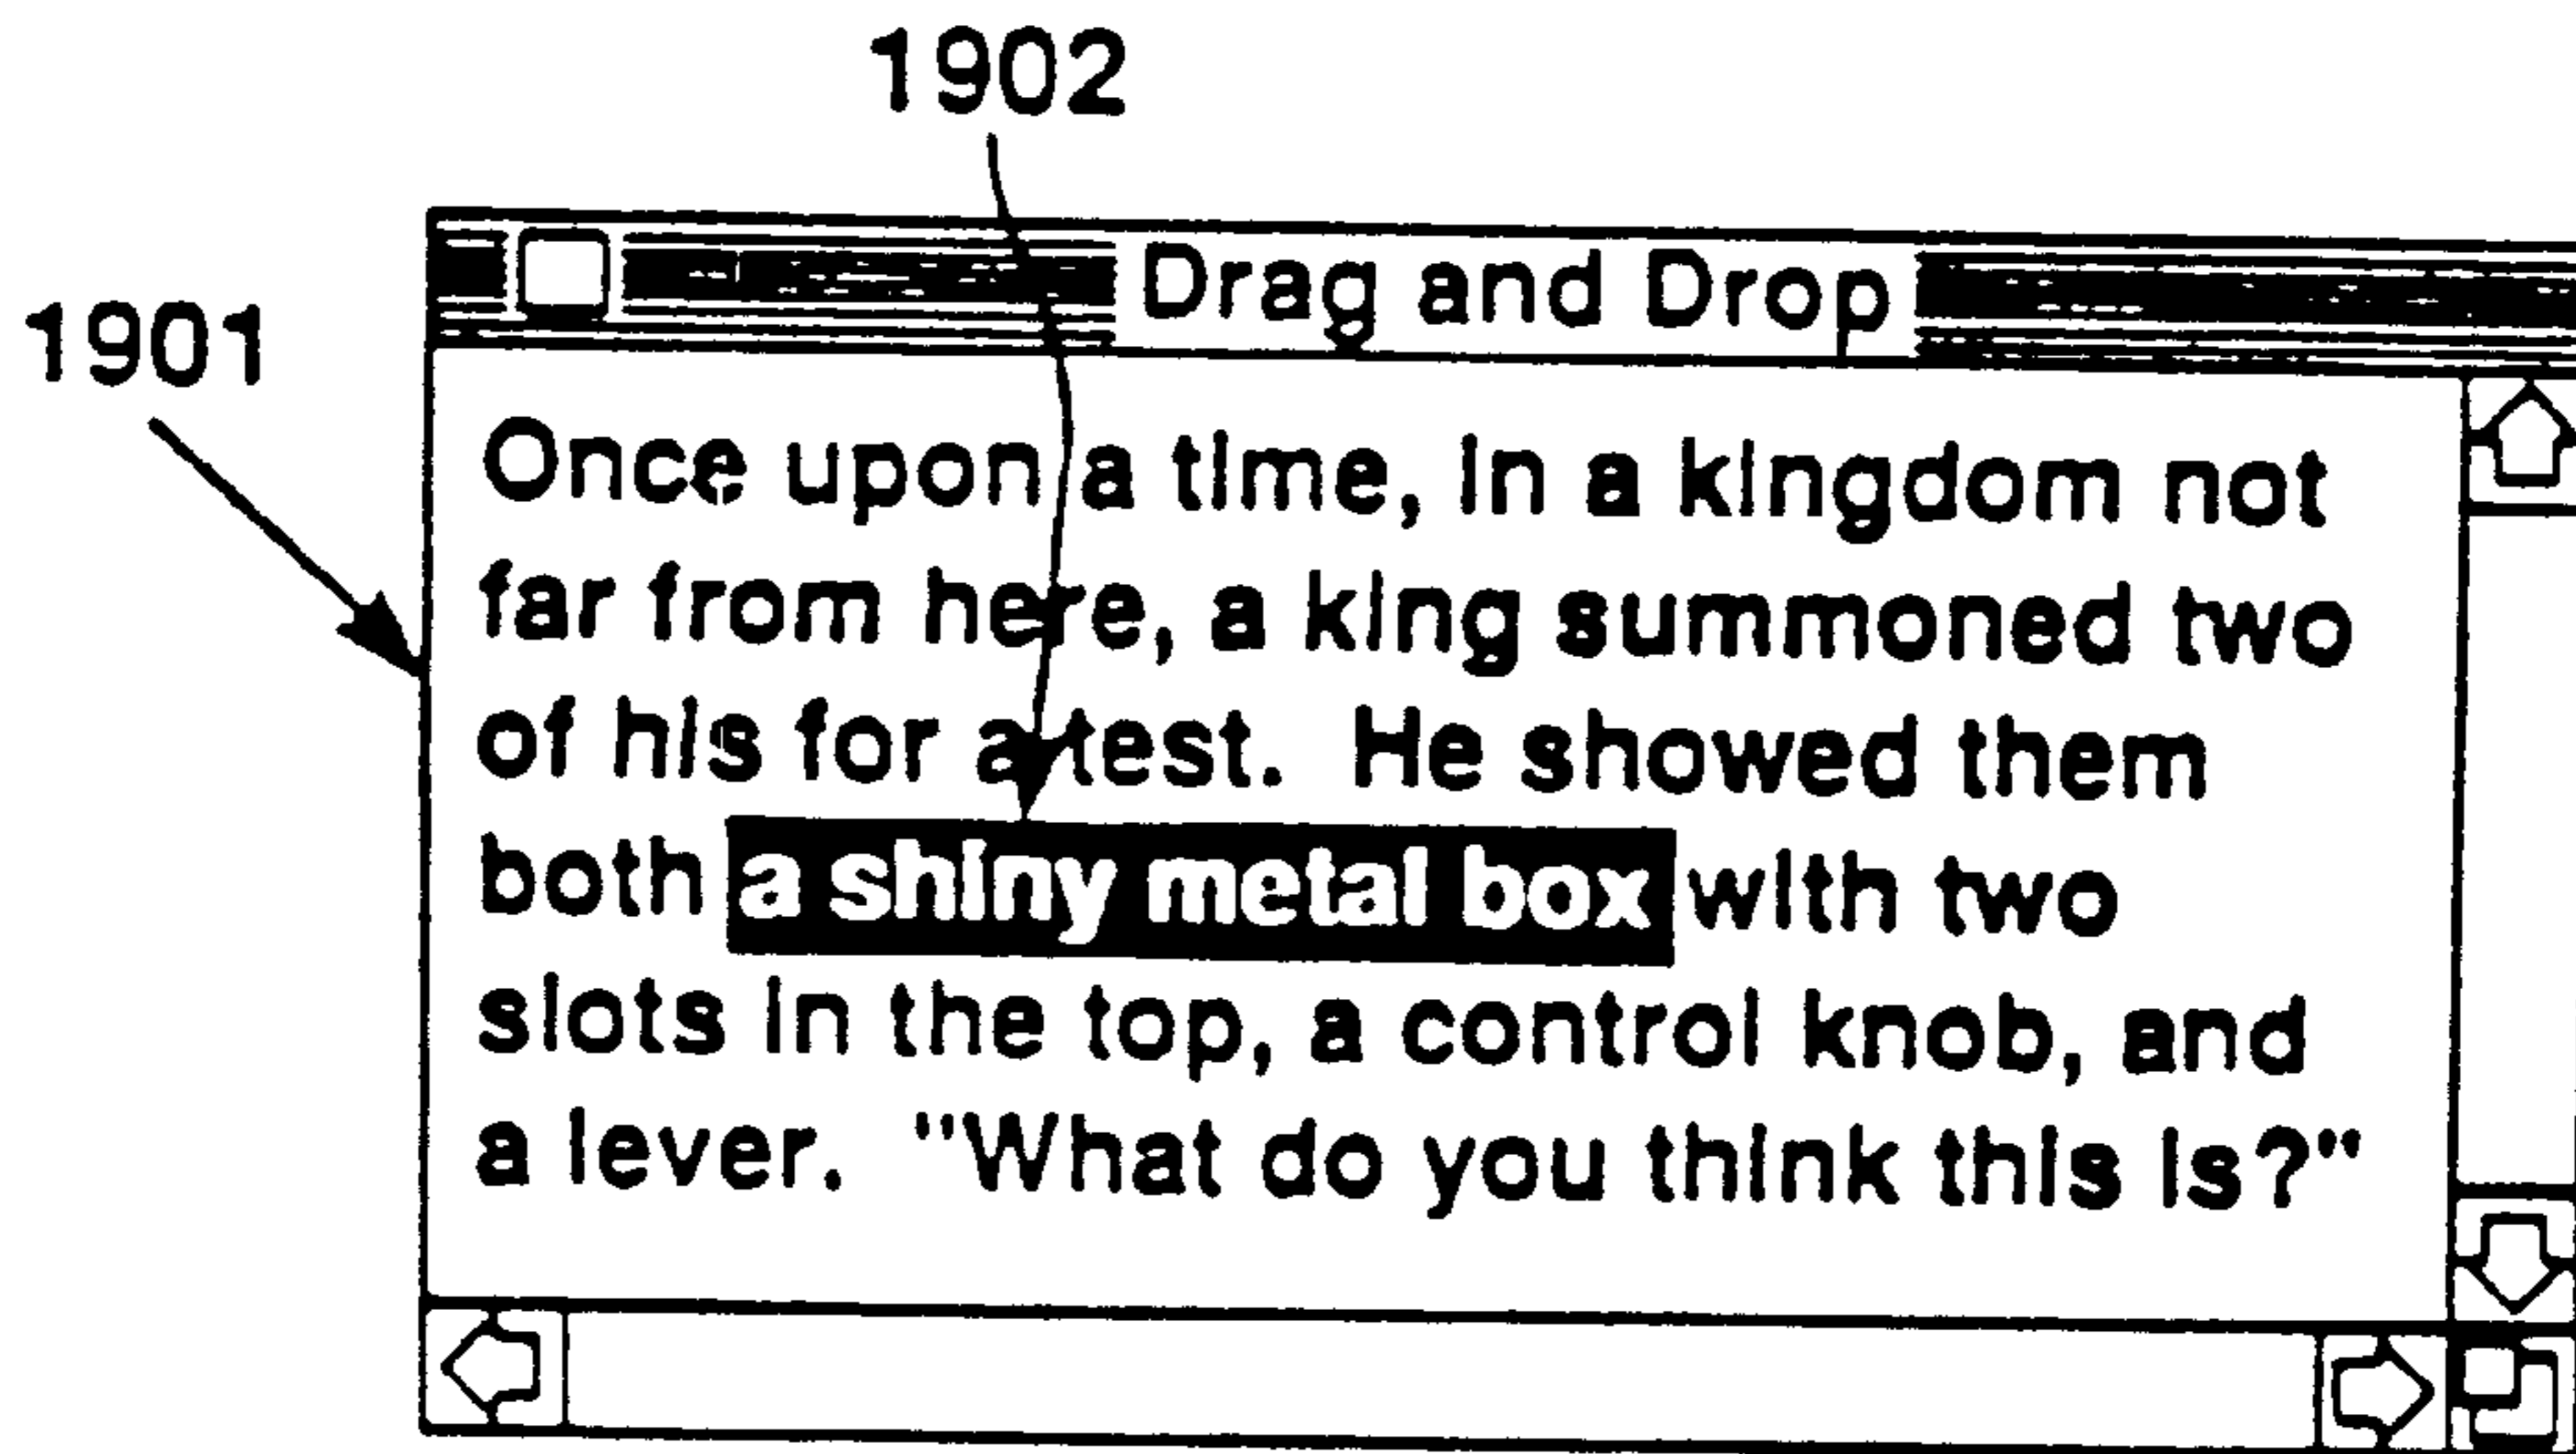 1902
1901
Drag and Drop
Once upon a time, in a kingdom not
far from here, a king summoned two
of his for a test.  He showed them
both a shiny metal box with two
slots in the top, a control knob, and
a lever.  "What do you think this is?"